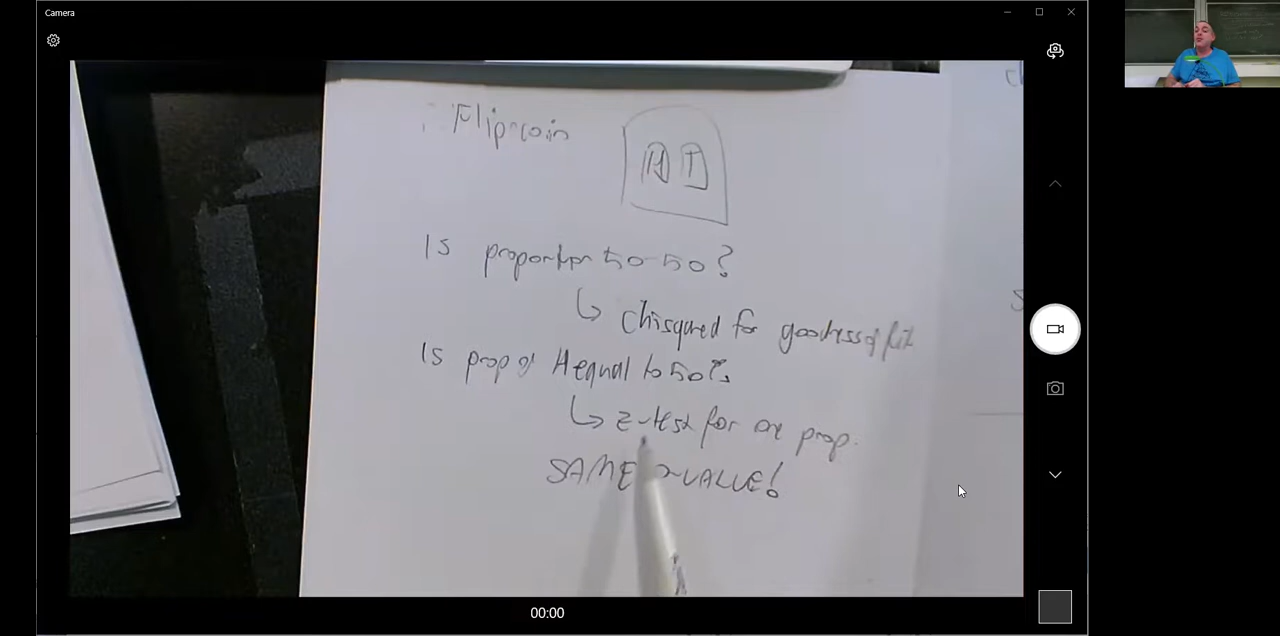 Camera
Flip coin
H T
Is proportion 50-50?
↳ Chisquared for goodness of fit
Is prop of H equal to 50%
↳ z-test for one prop.
SAME VALUE!
00:00